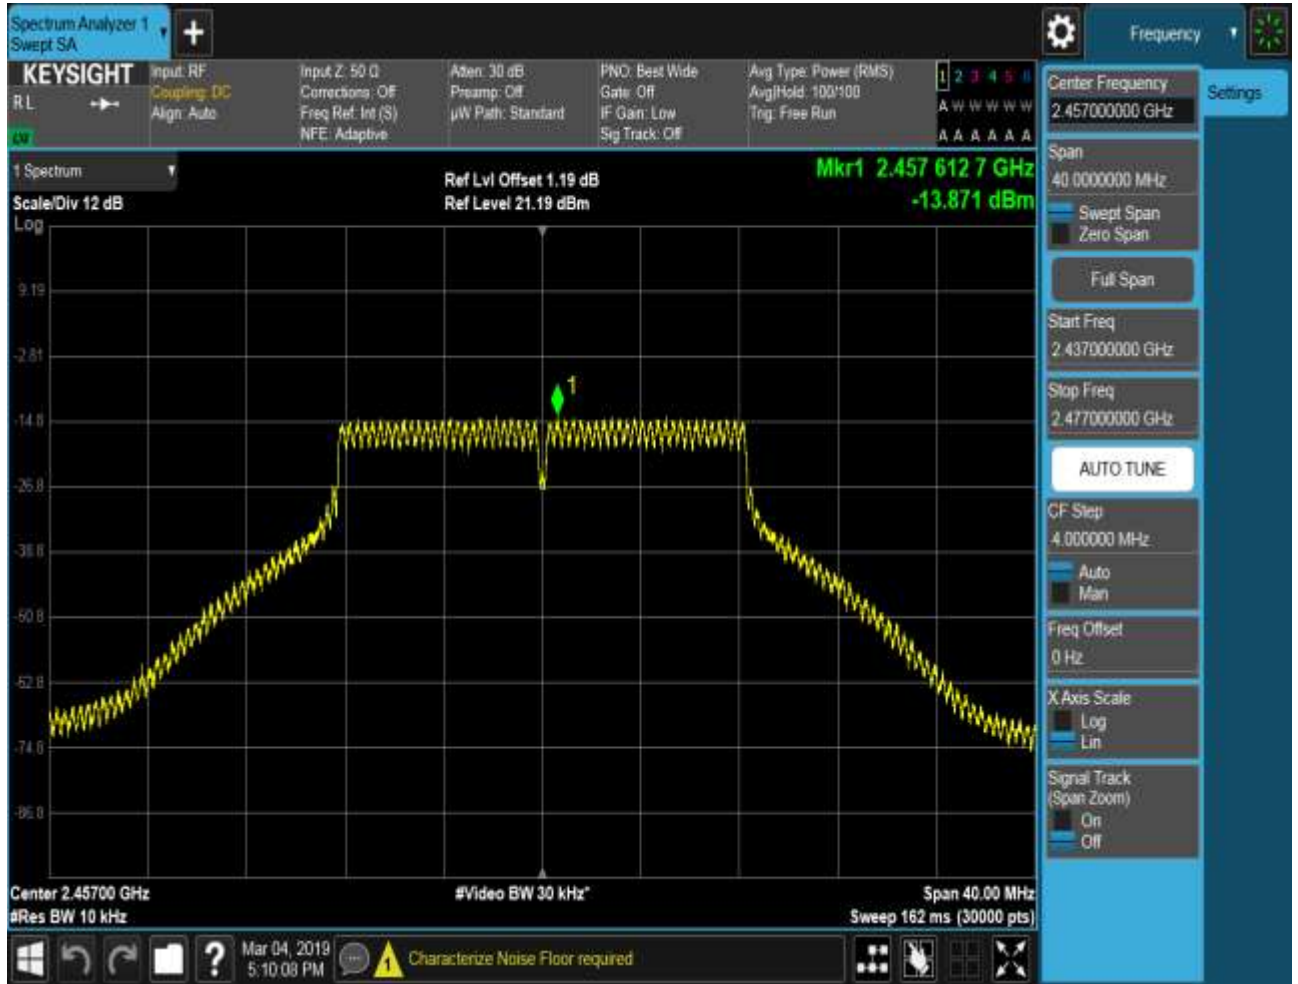 Spectrum Analyzer 1
Swept SA
+
Frequency
KEYSIGHT
RL
Input: RF
Coupling: DC
Align: Auto
Input Z: 50 Ω
Corrections: Off
Freq Ref: Int (S)
NFE: Adaptive
Atten: 30 dB
Preamp: Off
µW Path: Standard
PNO: Best Wide
Gate: Off
IF Gain: Low
Sig Track: Off
Avg Type: Power (RMS)
Avg|Hold: 100/100
Trig: Free Run
1 2 3 4 5 6
A W W W W W
A A A A A A
1 Spectrum
Scale/Div 12 dB
Log
Ref Lvl Offset 1.19 dB
Ref Level 21.19 dBm
Mkr1 2.457 612 7 GHz
-13.871 dBm
9.19
-2.81
-14.8
-26.8
-38.8
-50.8
-62.8
-74.8
-86.8
1
Center 2.45700 GHz
#Res BW 10 kHz
#Video BW 30 kHz*
Span 40.00 MHz
Sweep 162 ms (30000 pts)
Center Frequency
2.457000000 GHz
Settings
Span
40.0000000 MHz
Swept Span
Zero Span
Full Span
Start Freq
2.437000000 GHz
Stop Freq
2.477000000 GHz
AUTO TUNE
CF Step
4.000000 MHz
Auto
Man
Freq Offset
0 Hz
X Axis Scale
Log
Lin
Signal Track
(Span Zoom)
On
Off
?
Mar 04, 2019
5:10:08 PM
1
Characterize Noise Floor required